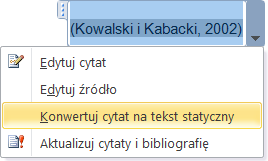 (Kowalski i Kabacki, 2002)
Edytuj cytat
Edytuj źródło
Konwertuj cytat na tekst statyczny
Aktualizuj cytaty i bibliografię